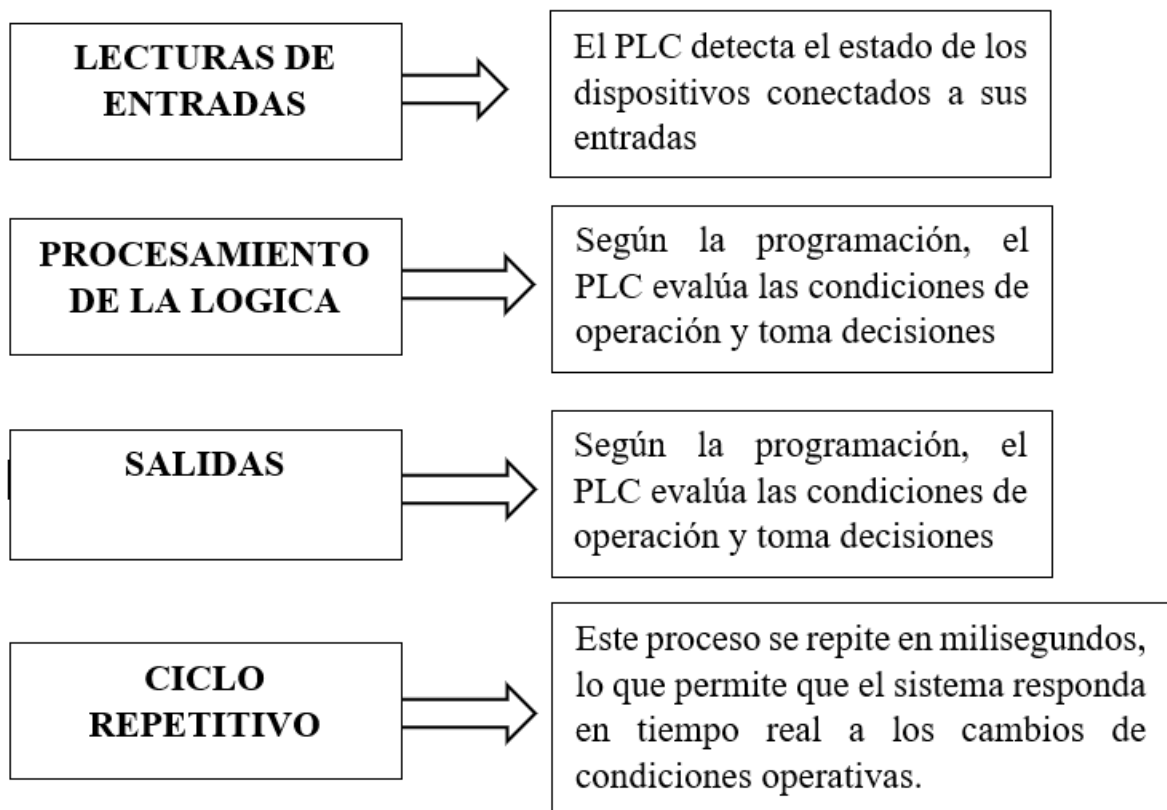 LECTURAS DE
ENTRADAS
El PLC detecta el estado de los
dispositivos conectados a sus
entradas
PROCESAMIENTO
DE LA LOGICA
Según la programación, el
PLC evalúa las condiciones de
operación y toma decisiones
SALIDAS
Según la programación, el
PLC evalúa las condiciones de
operación y toma decisiones
CICLO
REPETITIVO
Este proceso se repite en milisegundos,
lo que permite que el sistema responda
en tiempo real a los cambios de
condiciones operativas.